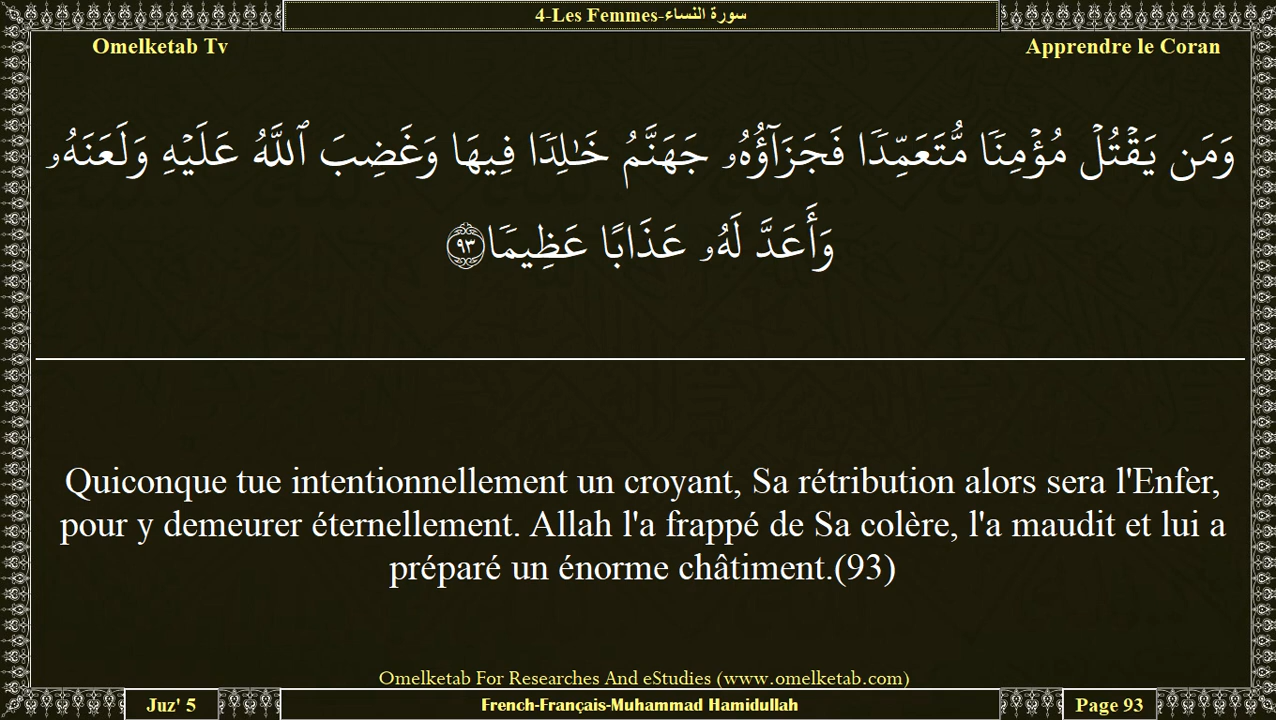 4-Les Femmes-سورة النساء
Omelketab Tv
Apprendre le Coran
وَمَن يَقْتُلْ مُؤْمِنًا مُّتَعَمِّدًا فَجَزَآؤُهُۥ جَهَنَّمُ خَٰلِدًا فِيهَا وَغَضِبَ ٱللَّهُ عَلَيْهِ وَلَعَنَهُۥ
وَأَعَدَّ لَهُۥ عَذَابًا عَظِيمًا ٩٣
Quiconque tue intentionnellement un croyant, Sa rétribution alors sera l'Enfer,
pour y demeurer éternellement. Allah l'a frappé de Sa colère, l'a maudit et lui a
préparé un énorme châtiment.(93)
Omelketab For Researches And eStudies (www.omelketab.com)
Juz' 5
French-Français-Muhammad Hamidullah
Page 93